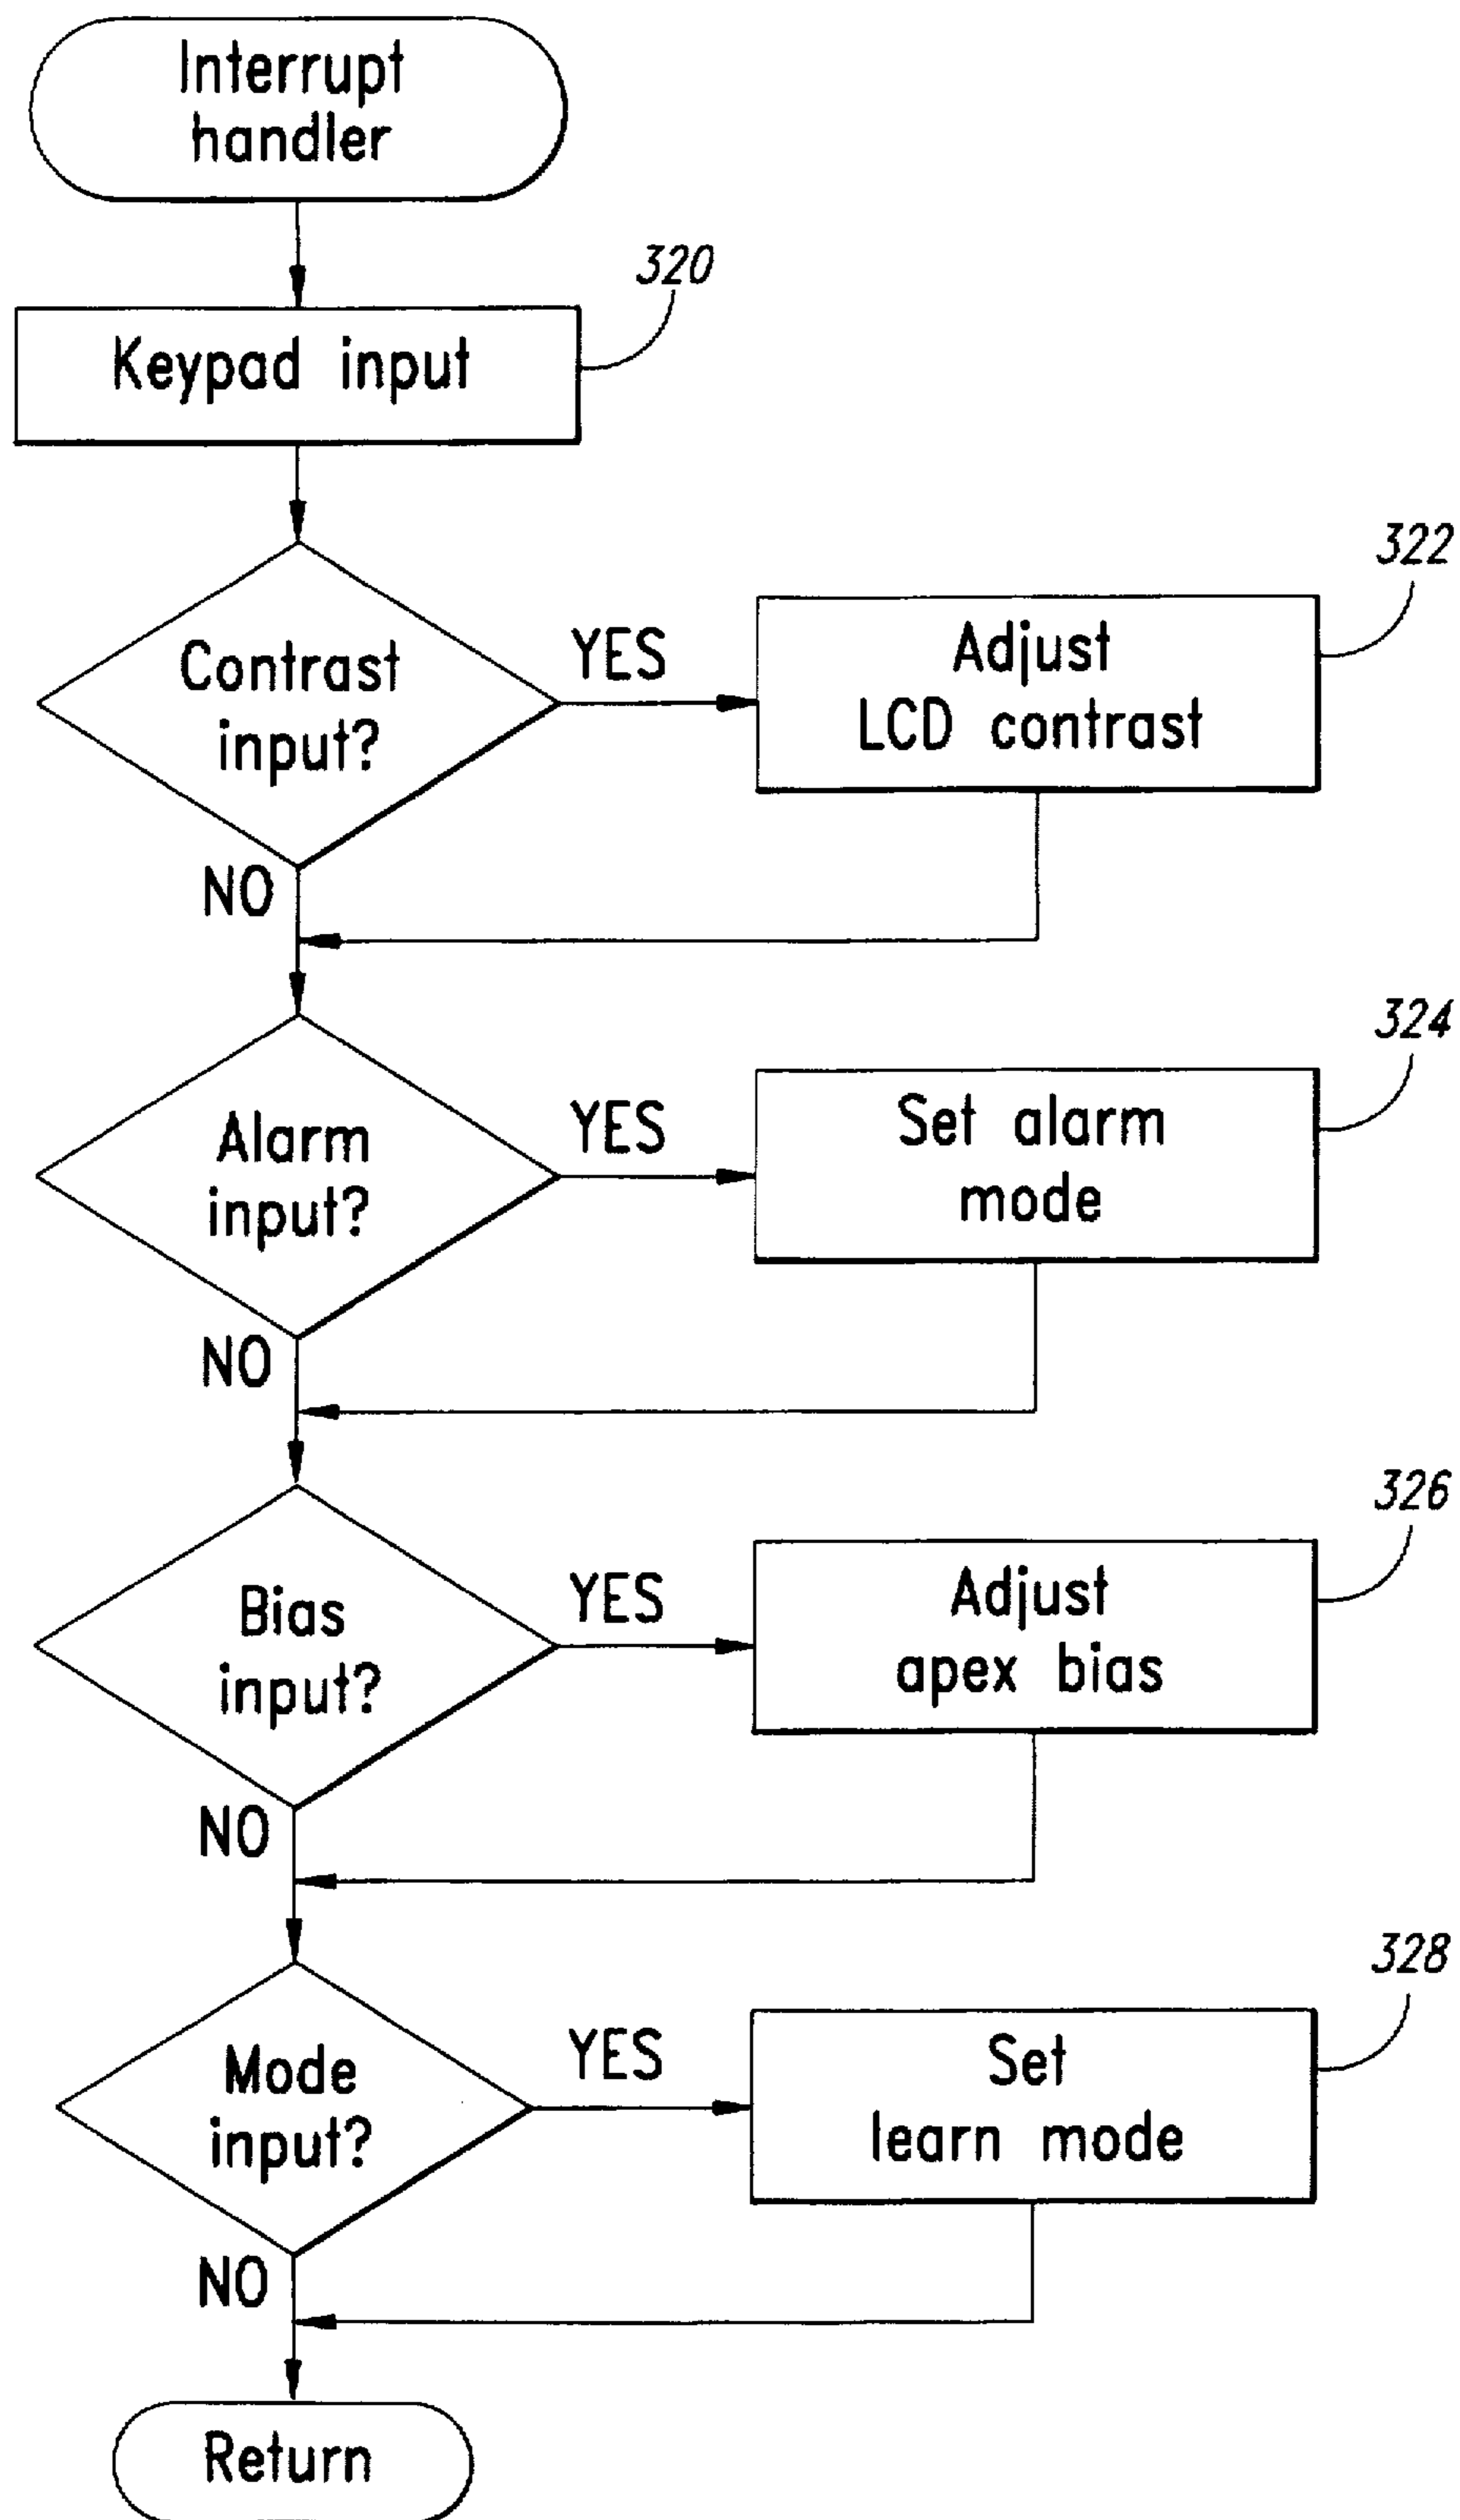 Interrupt
handler
320
Keypad input
322
Contrast
input?
YES
Adjust
LCD contrast
NO
324
Alarm
input?
YES
Set alarm
mode
NO
326
Bias
input?
YES
Adjust
apex bias
NO
328
Mode
input?
YES
Set
learn mode
NO
Return